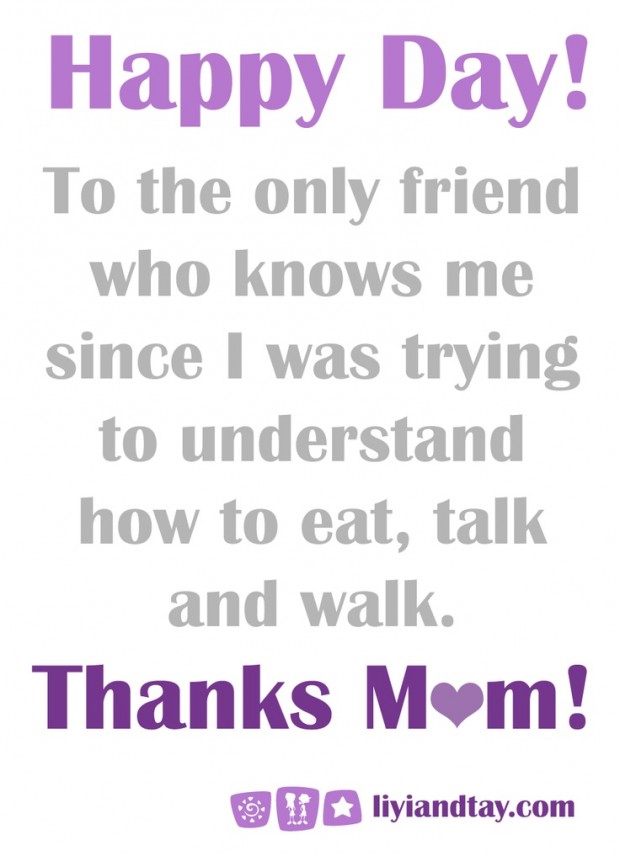 Happy Day!
To the only friend
who knows me
since I was trying
to understand
how to eat, talk
and walk.
Thanks M♥m!
liyiandtay.com